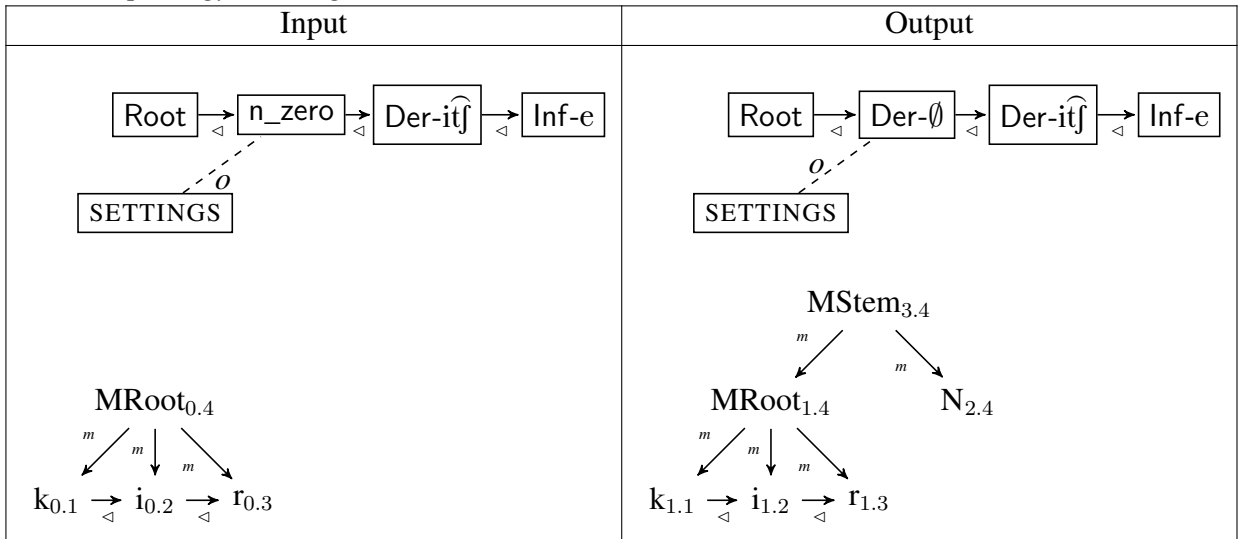 Input Output
Root ◁ n_zero ◁ Der-it͡ʃ ◁ Inf-e Root ◁ Der-∅ ◁ Der-it͡ʃ ◁ Inf-e
o o
SETTINGS SETTINGS
MStem3.4
m m
MRoot0.4 MRoot1.4 N2.4
m m m m m m
k0.1 ◁ i0.2 ◁ r0.3 k1.1 ◁ i1.2 ◁ r1.3